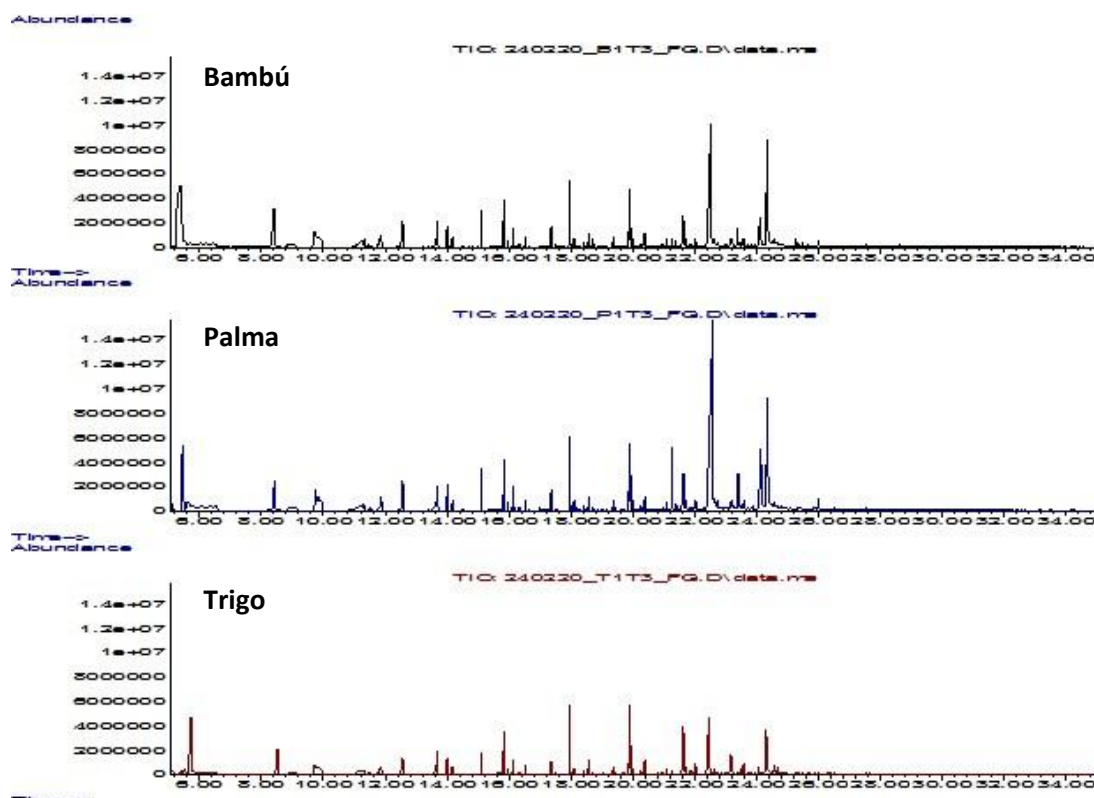 Abundance
TIC: 240220_B1T3_FG.D\data.ms
Bambú
1.4e+07
1.2e+07
1e+07
8000000
6000000
4000000
2000000
0
6.00 8.00 10.00 12.00 14.00 16.00 18.00 20.00 22.00 24.00 26.00 28.00 30.00 32.00 34.00
Time-->
Abundance
TIC: 240220_P1T3_FG.D\data.ms
Palma
1.4e+07
1.2e+07
1e+07
8000000
6000000
4000000
2000000
0
6.00 8.00 10.00 12.00 14.00 16.00 18.00 20.00 22.00 24.00 26.00 28.00 30.00 32.00 34.00
Time-->
Abundance
TIC: 240220_T1T3_FG.D\data.ms
Trigo
1.4e+07
1.2e+07
1e+07
8000000
6000000
4000000
2000000
0
6.00 8.00 10.00 12.00 14.00 16.00 18.00 20.00 22.00 24.00 26.00 28.00 30.00 32.00 34.00